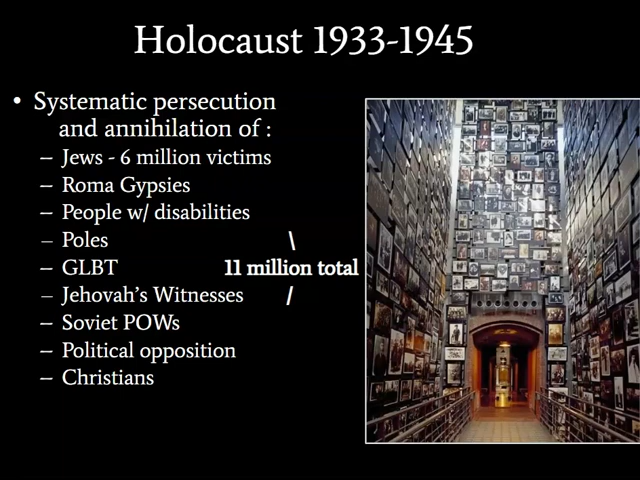 Holocaust 1933-1945
• Systematic persecution
and annihilation of :
– Jews - 6 million victims
– Roma Gypsies
– People w/ disabilities
– Poles \
– GLBT 11 million total
– Jehovah's Witnesses /
– Soviet POWs
– Political opposition
– Christians